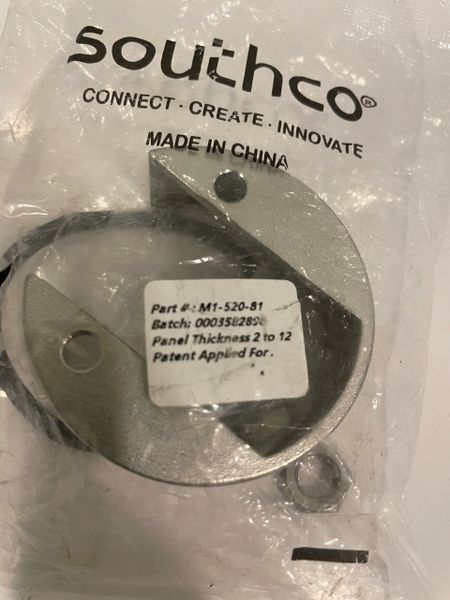 southco®
CONNECT · CREATE · INNOVATE
MADE IN CHINA
Part # : M1-520-81
Batch: 0003582898
Panel Thickness 2 to 12
Patent Applied For .